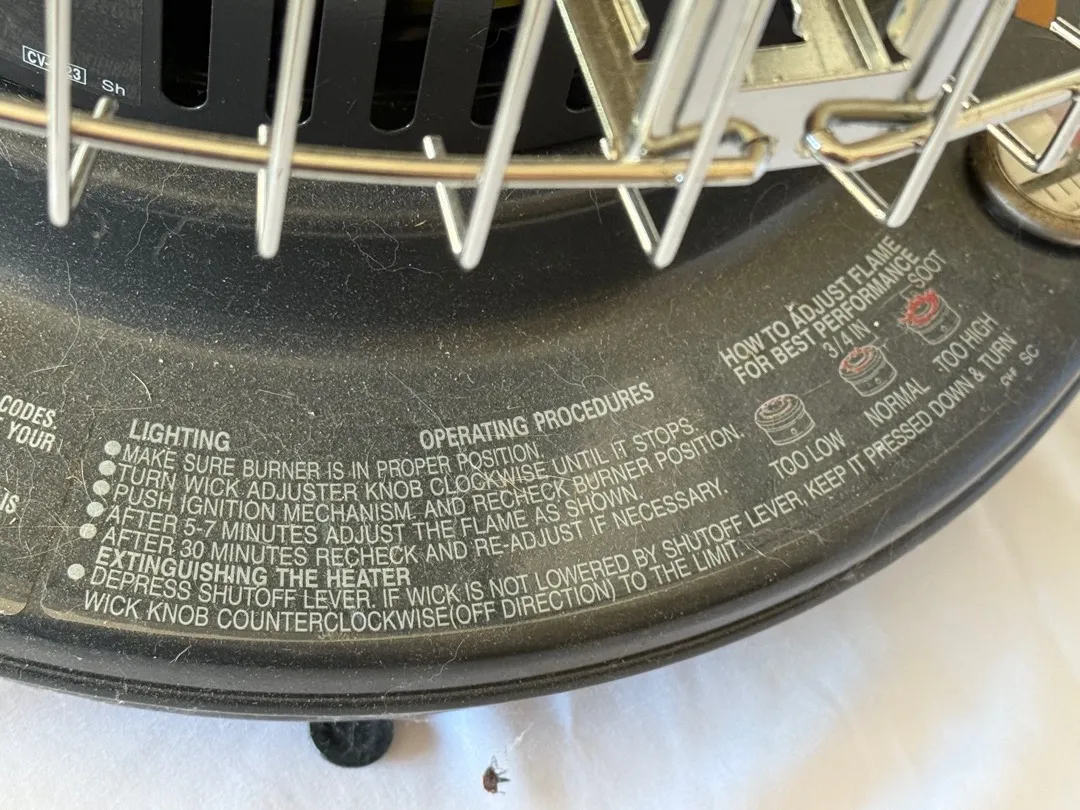 Sh
CODES.
YOUR
IS
OPERATING PROCEDURES
LIGHTING
MAKE SURE BURNER IS IN PROPER POSITION.
TURN WICK ADJUSTER KNOB CLOCKWISE UNTIL IT STOPS.
PUSH IGNITION MECHANISM. AND RECHECK BURNER POSITION.
AFTER 5-7 MINUTES ADJUST THE FLAME AS SHOWN.
AFTER 30 MINUTES RECHECK AND RE-ADJUST IF NECESSARY.
EXTINGUISHING THE HEATER
DEPRESS SHUTOFF LEVER. IF WICK IS NOT LOWERED BY SHUTOFF LEVER, KEEP IT PRESSED DOWN & TURN
WICK KNOB COUNTERCLOCKWISE(OFF DIRECTION) TO THE LIMIT.
HOW TO ADJUST FLAME
FOR BEST PERFORMANCE
3/4 IN
SOOT
TOO LOW
NORMAL
TOO HIGH
SC